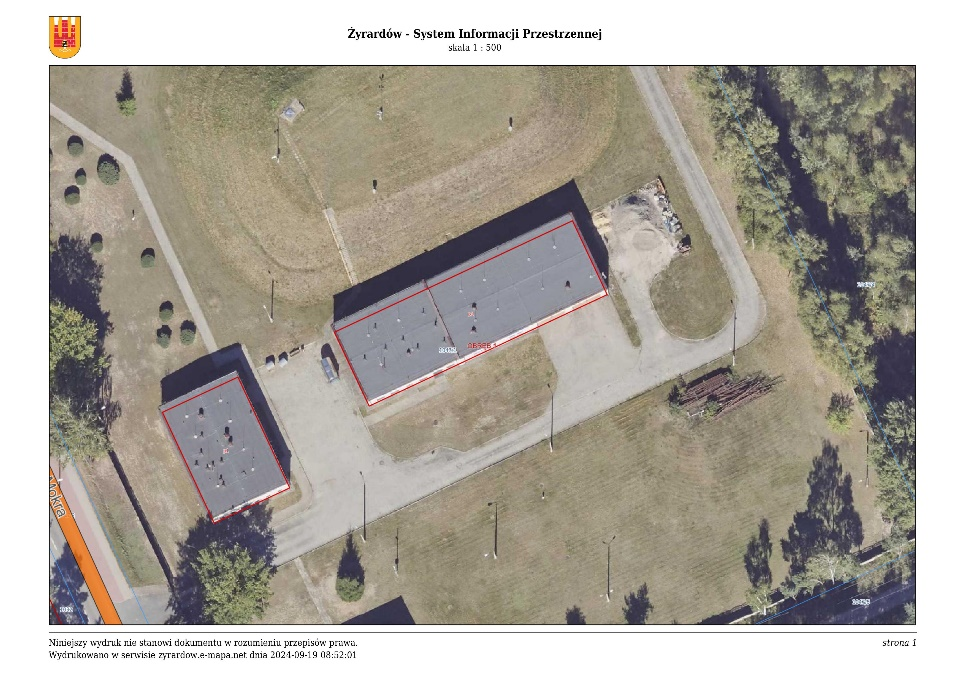 Żyrardów - System Informacji Przestrzennej
skala 1 : 500
Mokra
Niniejszy wydruk nie stanowi dokumentu w rozumieniu przepisów prawa.
strona 1
Wydrukowano w serwisie zyrardow.e-mapa.net dnia 2024-09-19 08:52:01